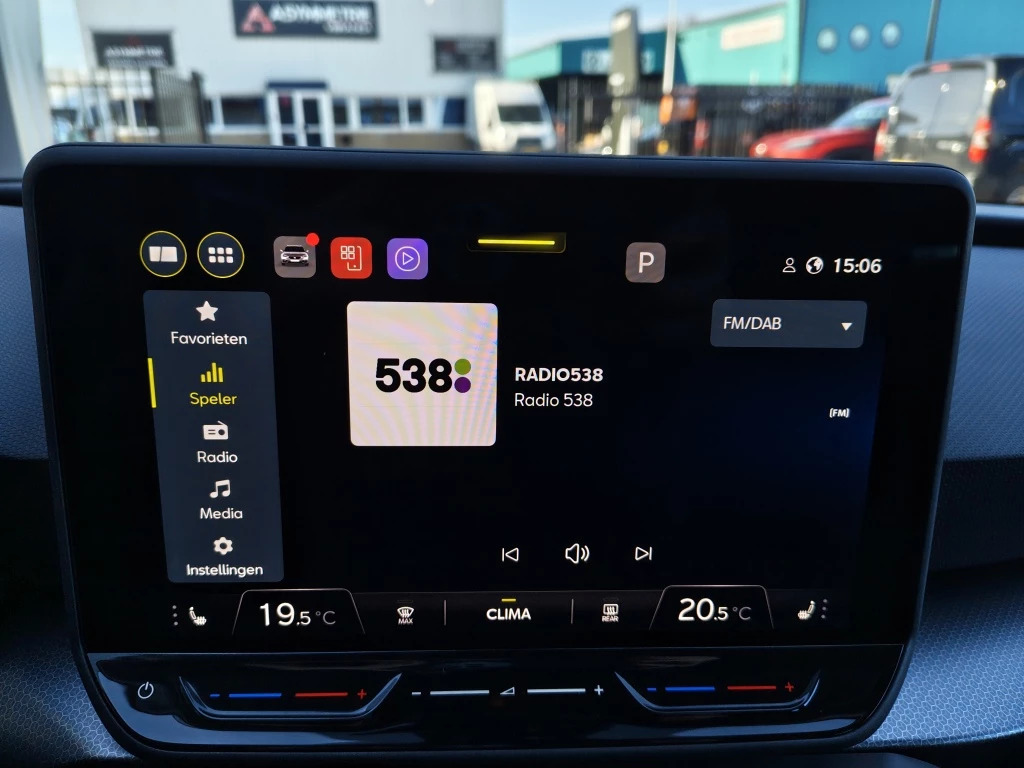 P
15:06
Favorieten
Speler
Radio
Media
Instellingen
538
RADIO538
Radio 538
FM/DAB
(FM)
19.5°C
MAX
CLIMA
REAR
20.5°C
- +
- +
- +